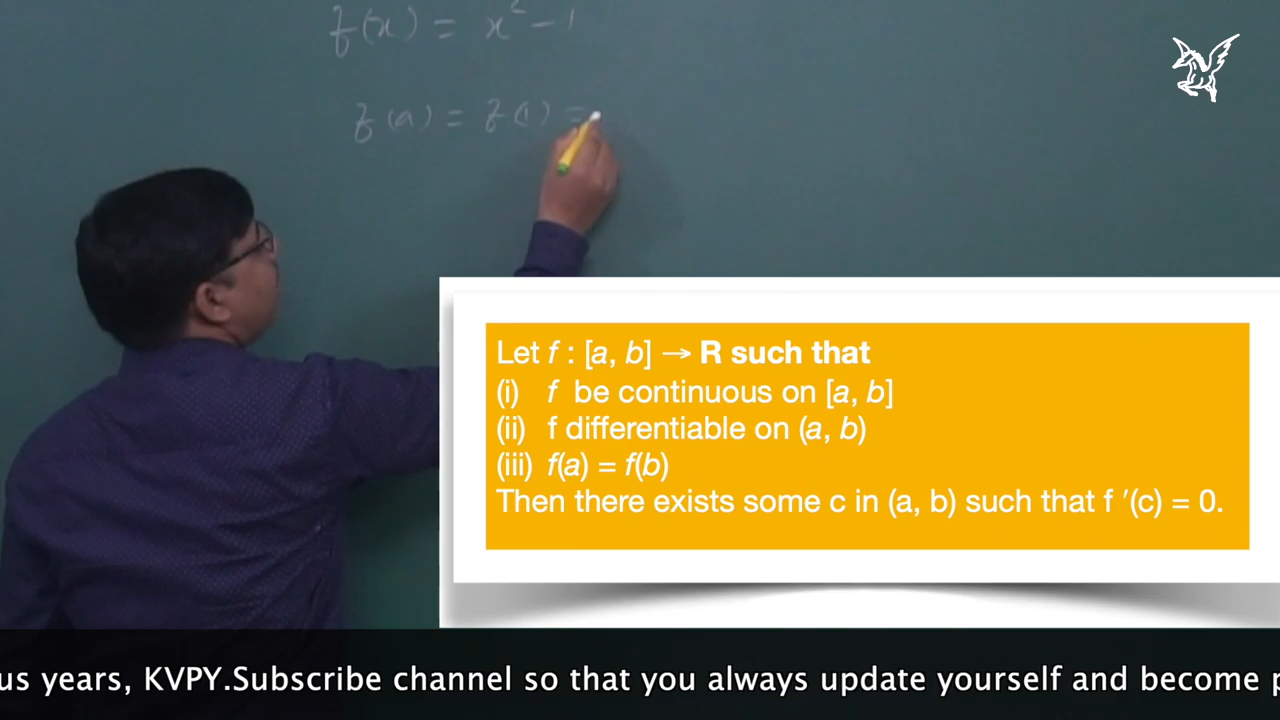 f(x) = x² - 1
f(a) = f(1) =
Let f : [a, b] → R such that
(i) f be continuous on [a, b]
(ii) f differentiable on (a, b)
(iii) f(a) = f(b)
Then there exists some c in (a, b) such that f ′(c) = 0.
us years, KVPY.Subscribe channel so that you always update yourself and become p